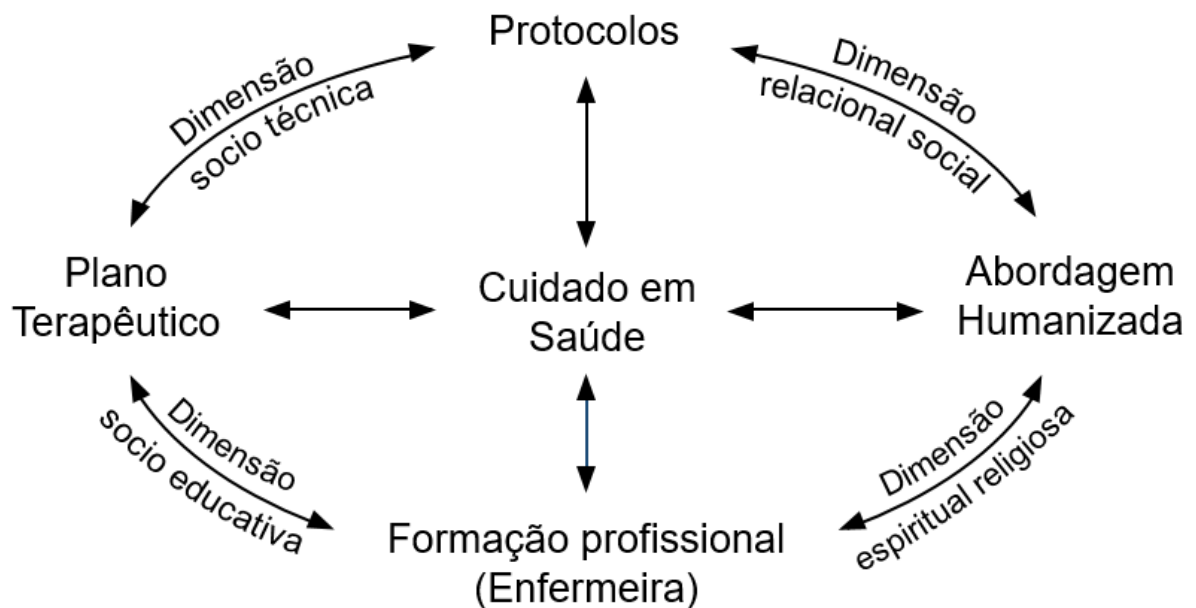 Protocolos
Dimensão
socio técnica
Dimensão
relacional social
Plano
Terapêutico
Cuidado em
Saúde
Abordagem
Humanizada
Dimensão
socio educativa
Dimensão
espiritual religiosa
Formação profissional
(Enfermeira)